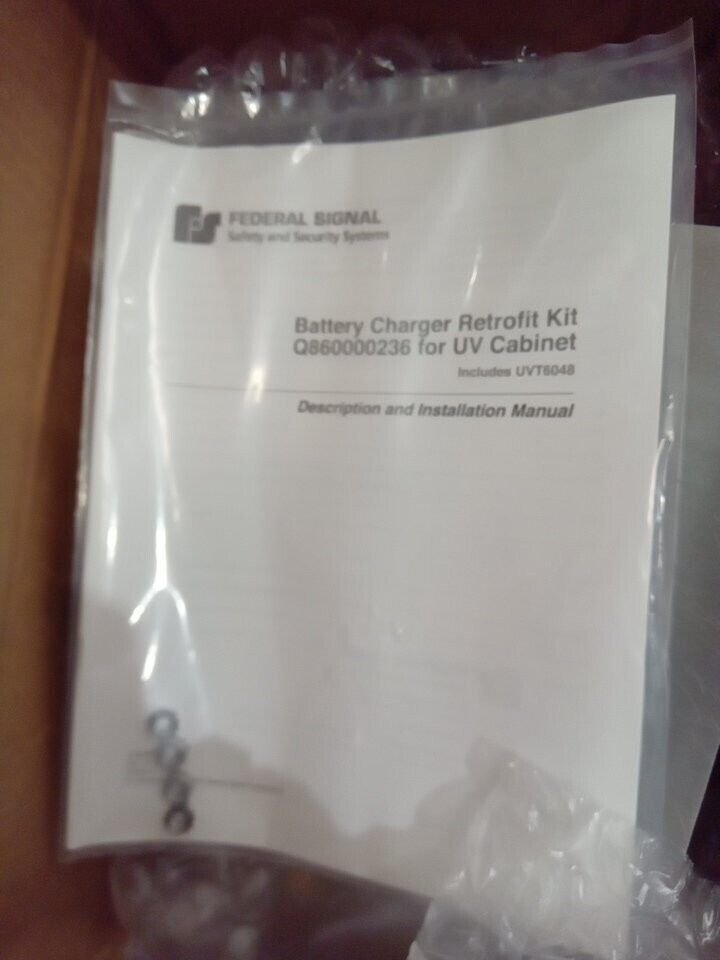 FEDERAL SIGNAL
Safety and Security Systems
Battery Charger Retrofit Kit
Q860000236 for UV Cabinet
Includes UVT6048
Description and Installation Manual